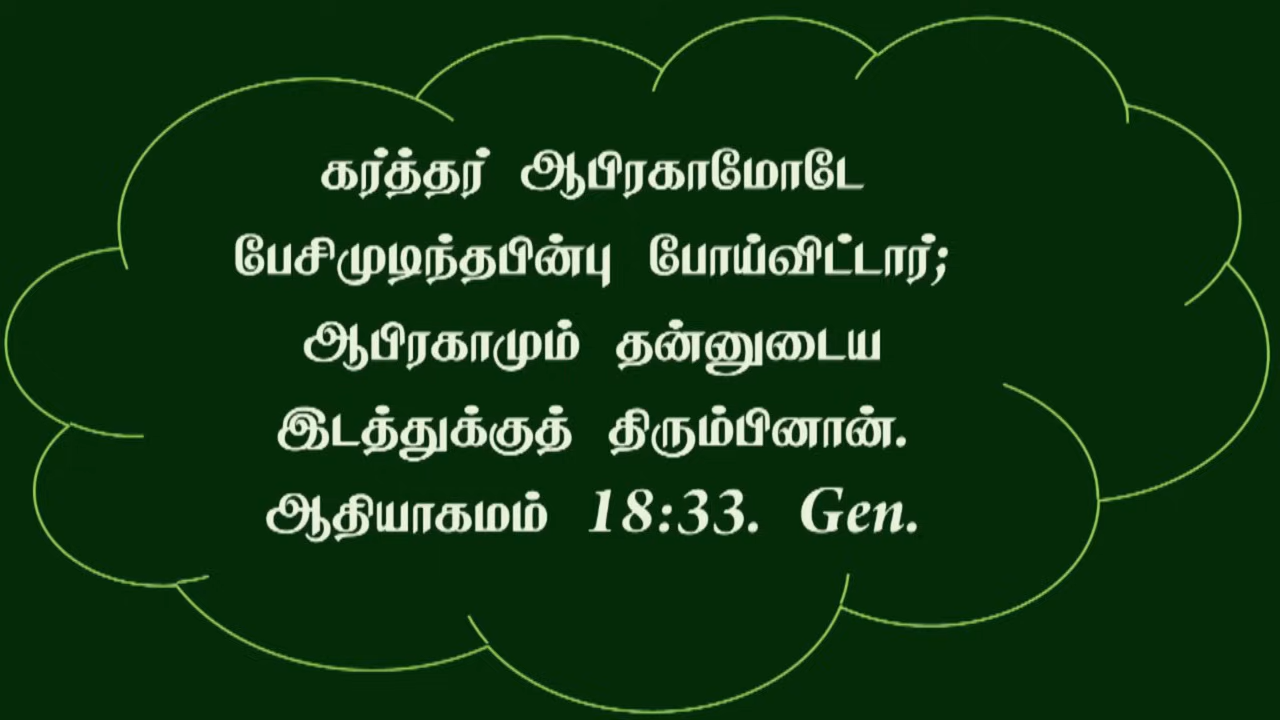 கர்த்தர் ஆபிரகாமோடே
பேசிமுடிந்தபின்பு போய்விட்டார்;
ஆபிரகாமும் தன்னுடைய
இடத்துக்குத் திரும்பினான்.
ஆதியாகமம் 18:33. Gen.